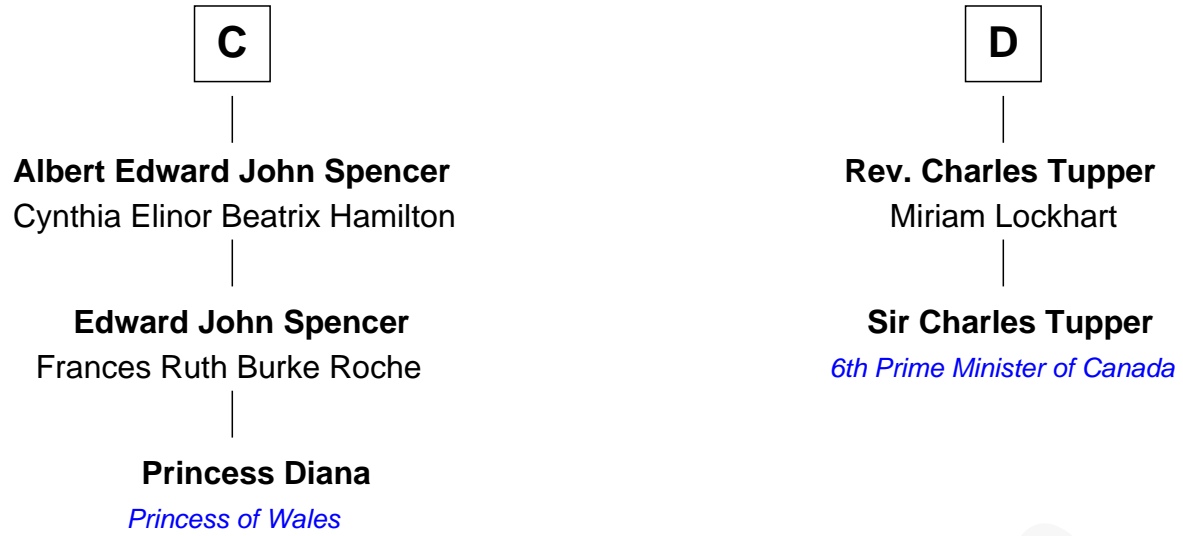 C
Albert Edward John Spencer
Cynthia Elinor Beatrix Hamilton
Edward John Spencer
Frances Ruth Burke Roche
Princess Diana
Princess of Wales
D
Rev. Charles Tupper
Miriam Lockhart
Sir Charles Tupper
6th Prime Minister of Canada